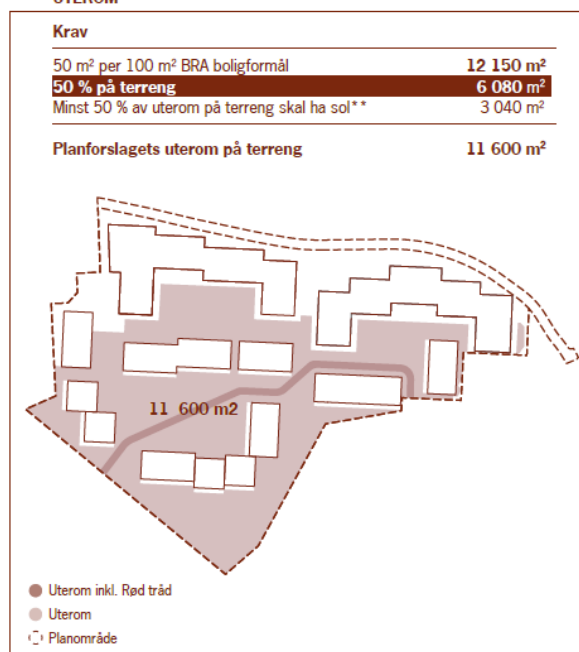 UTEROM
Krav
50 m² per 100 m² BRA boligformål 12 150 m²
50 % på terreng 6 080 m²
Minst 50 % av uterom på terreng skal ha sol** 3 040 m²
Planforslagets uterom på terreng 11 600 m²
11 600 m2
Uterom inkl. Rød tråd
Uterom
Planområde